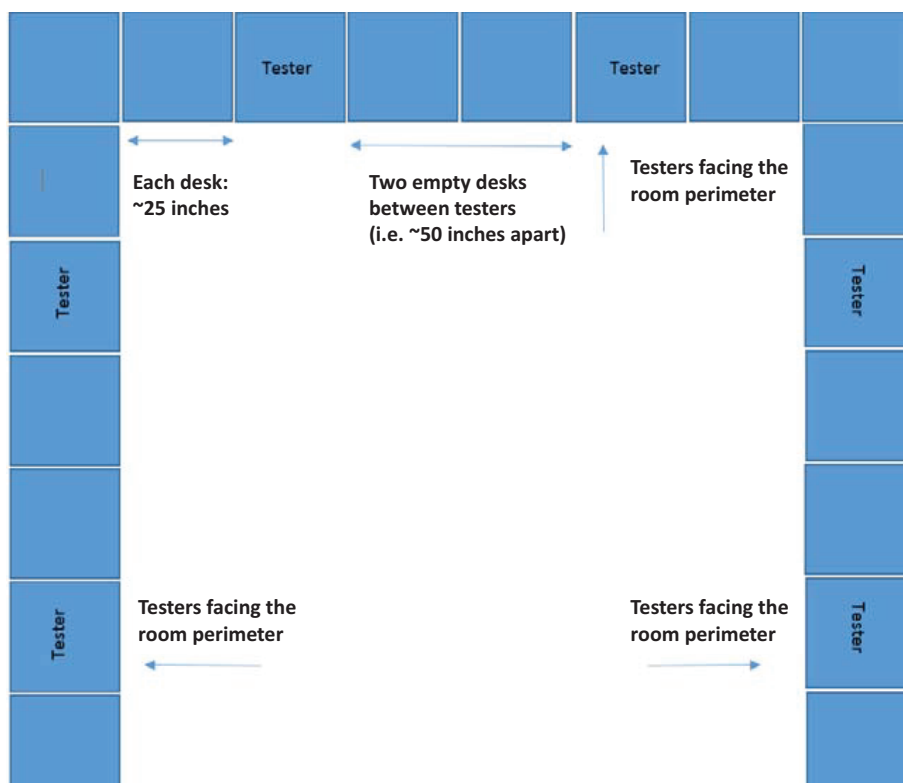 Tester
Tester
Each desk:
~25 inches
Two empty desks
between testers
(i.e. ~50 inches apart)
Testers facing the
room perimeter
Tester
Tester
Testers facing the
room perimeter
Testers facing the
room perimeter
Tester
Tester